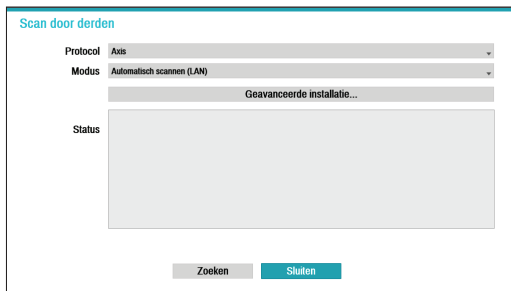 Scan door derden
Protocol Axis
Modus Automatisch scannen (LAN)
Geavanceerde installatie...
Status
Zoeken Sluiten